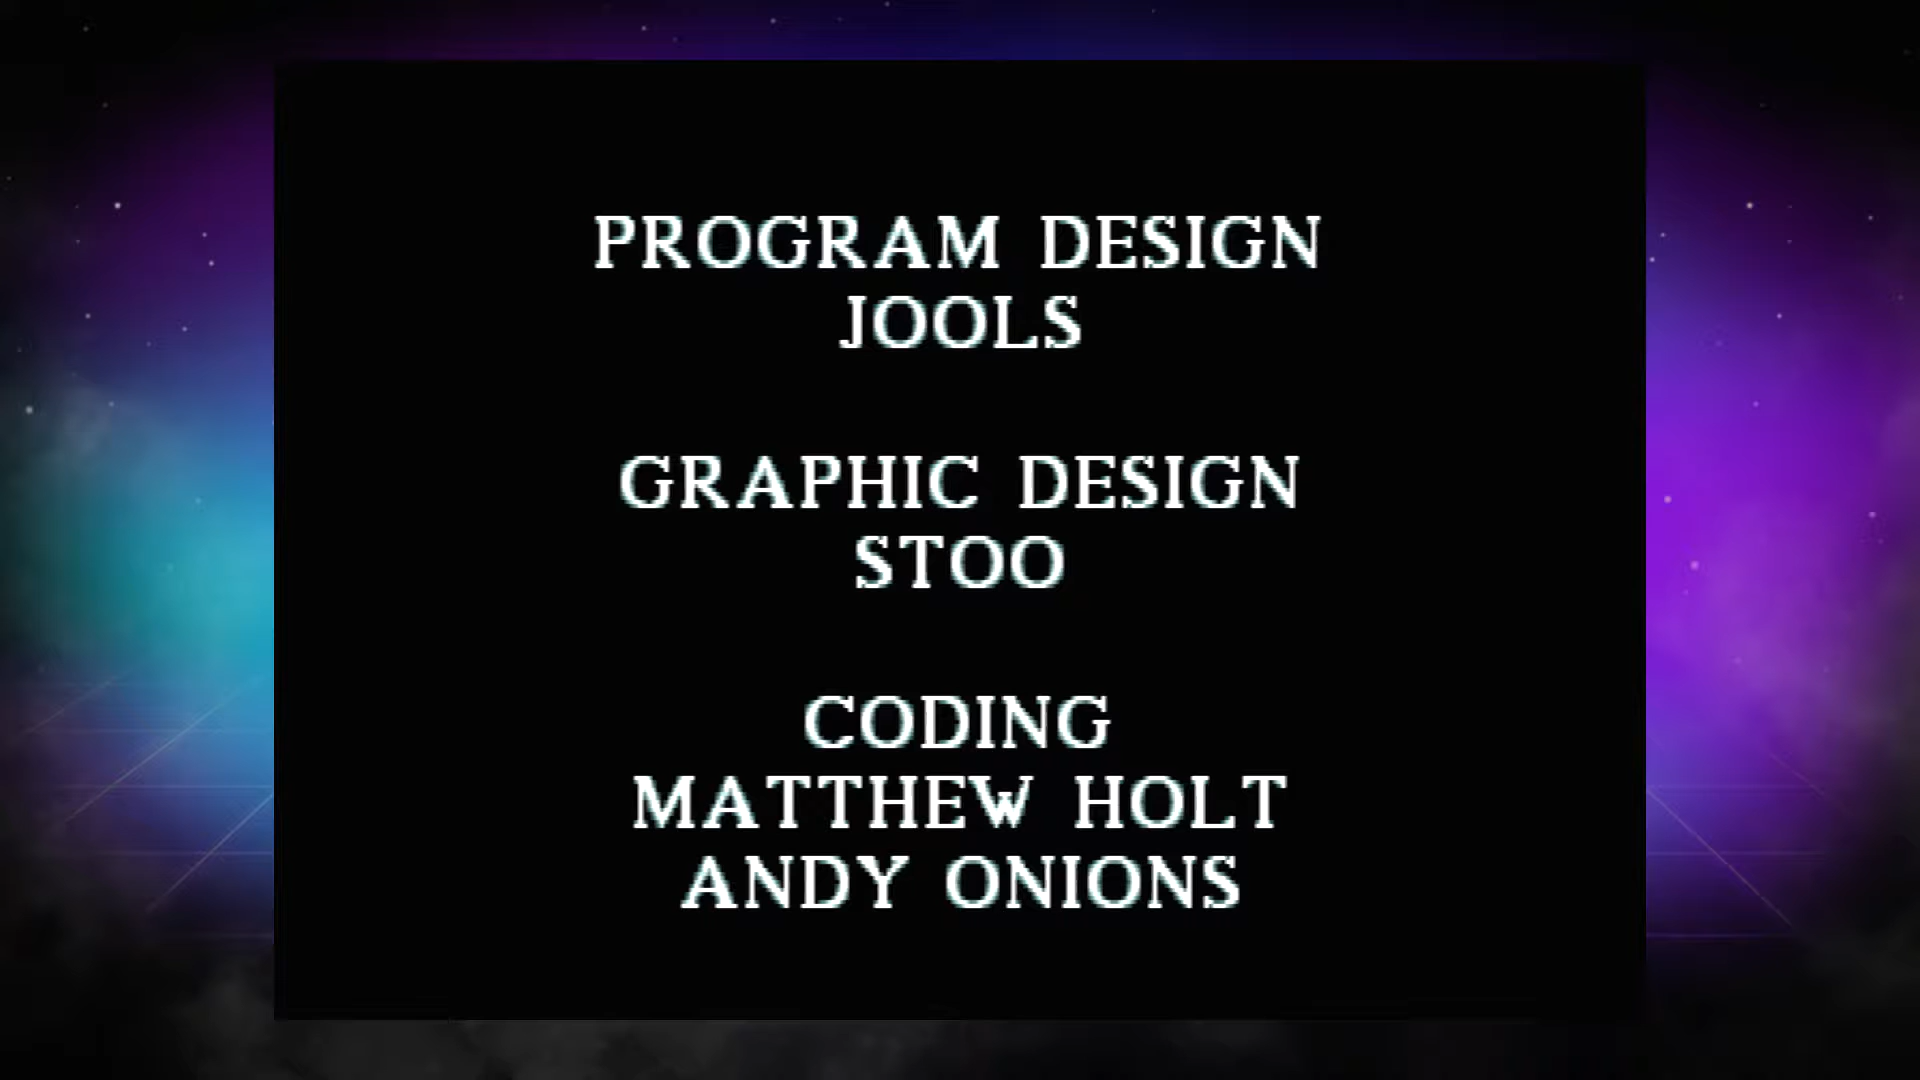 PROGRAM DESIGN
JOOLS
GRAPHIC DESIGN
STOO
CODING
MATTHEW HOLT
ANDY ONIONS